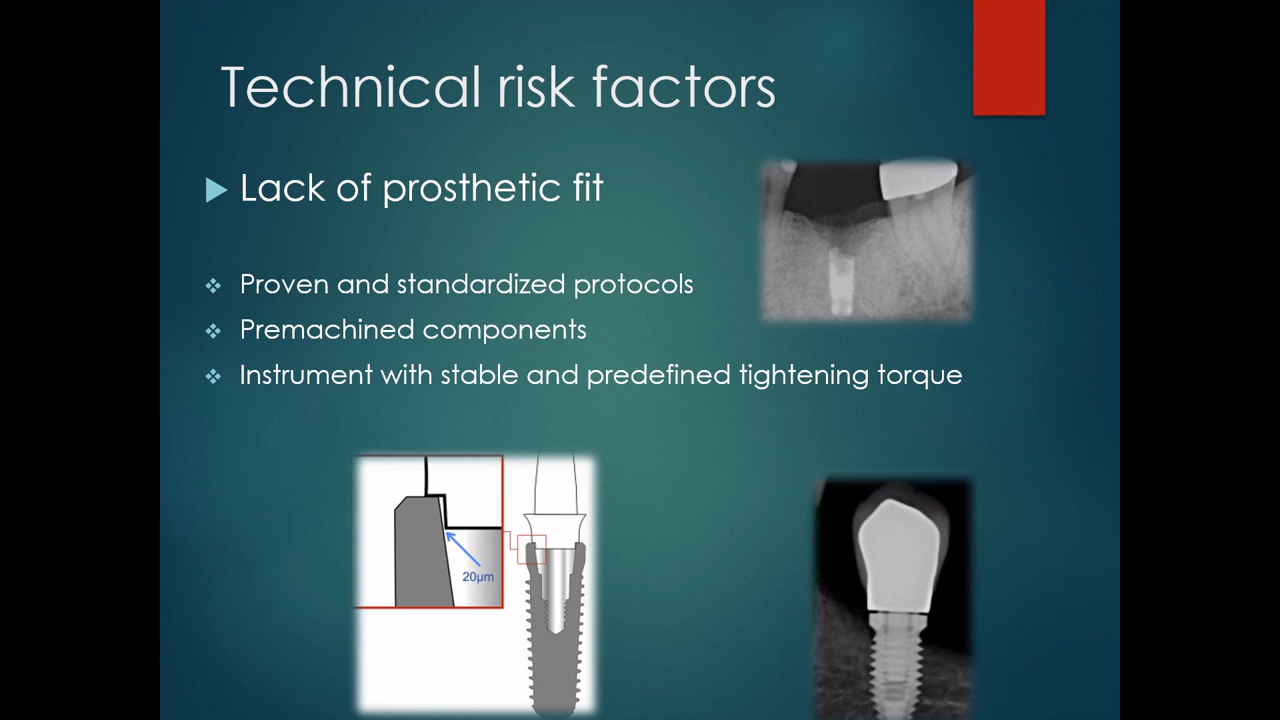 Technical risk factors
Lack of prosthetic fit
Proven and standardized protocols
Premachined components
Instrument with stable and predefined tightening torque
20µm